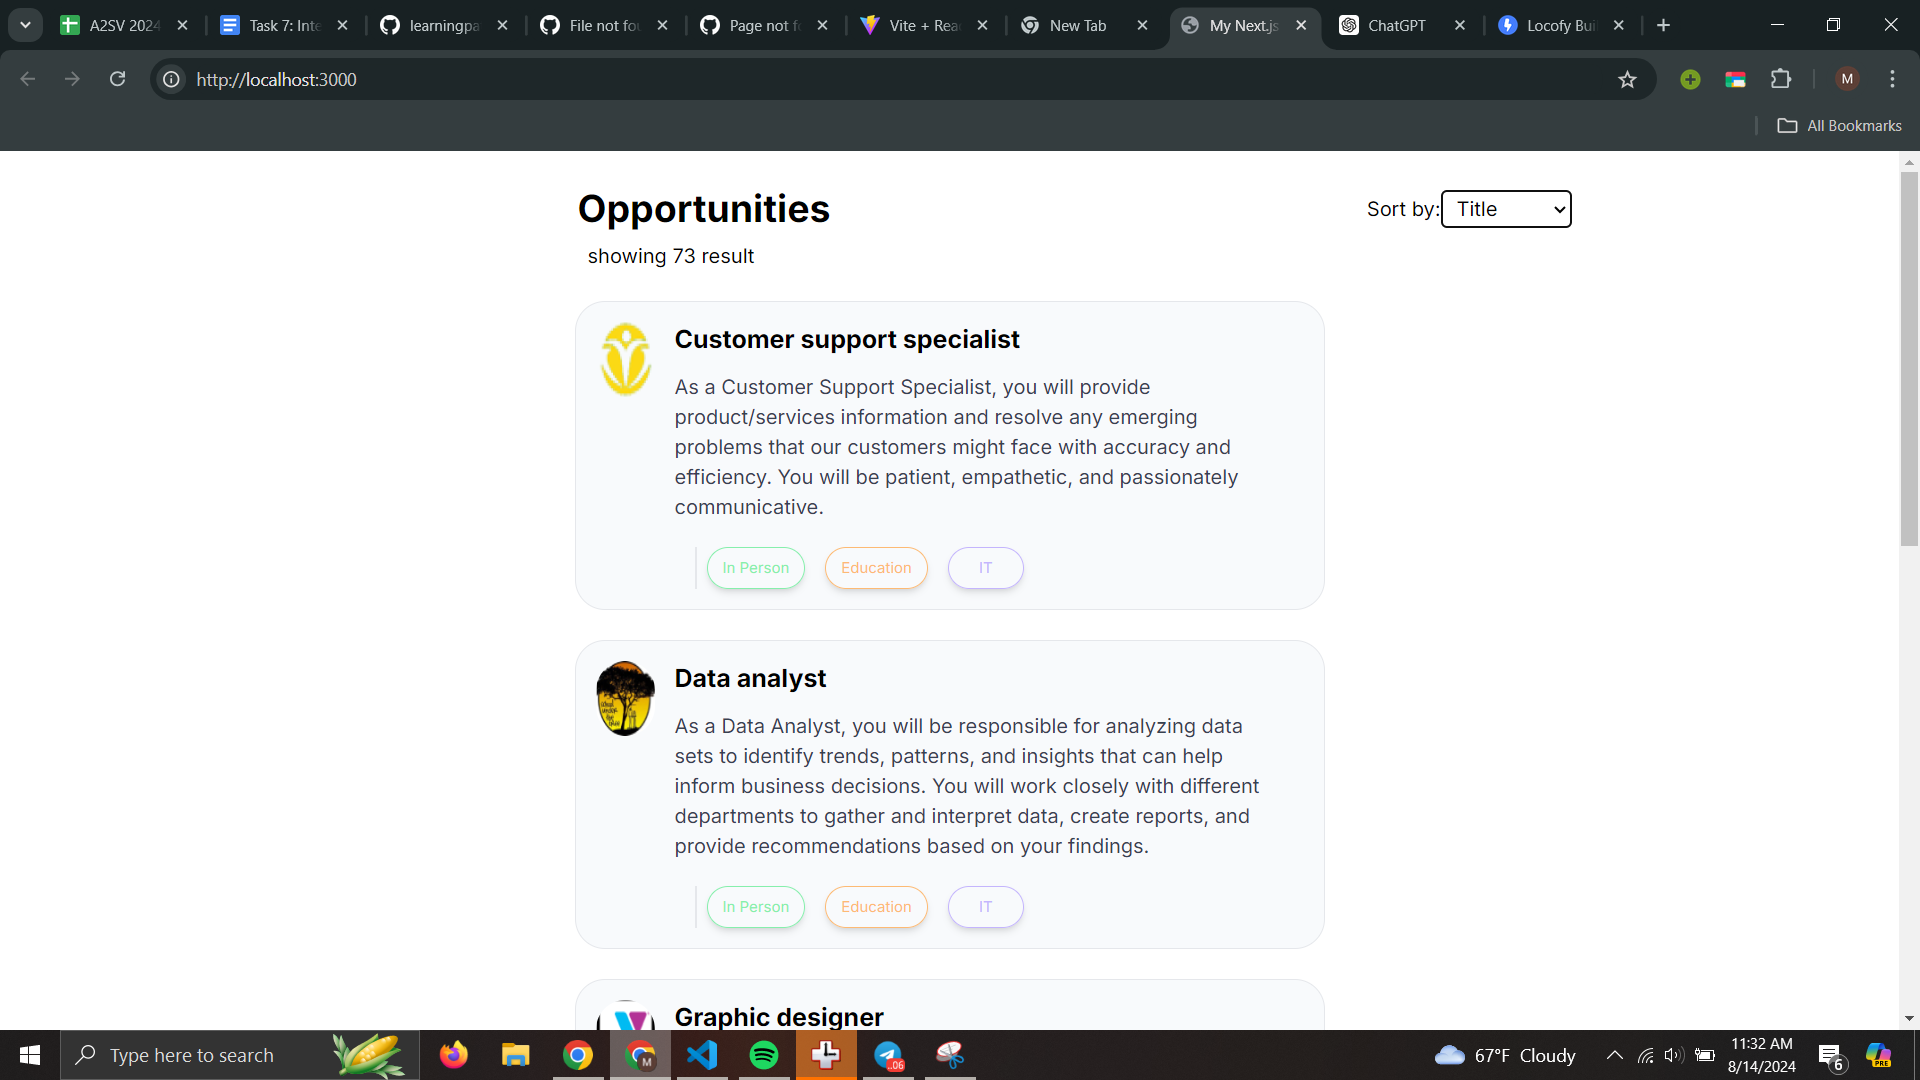 A2SV 2024
Task 7: Inte
learningpa
File not fou
Page not f
Vite + Rea
New Tab
My Next.js
ChatGPT
Locofy Bui
http://localhost:3000
M
All Bookmarks
Opportunities
Sort by: Title
showing 73 result
Customer support specialist
As a Customer Support Specialist, you will provide
product/services information and resolve any emerging
problems that our customers might face with accuracy and
efficiency. You will be patient, empathetic, and passionately
communicative.
In Person
Education
IT
Data analyst
As a Data Analyst, you will be responsible for analyzing data
sets to identify trends, patterns, and insights that can help
inform business decisions. You will work closely with different
departments to gather and interpret data, create reports, and
provide recommendations based on your findings.
In Person
Education
IT
Graphic designer
Type here to search
M
..06
67°F Cloudy
11:32 AM
8/14/2024
6
PRE